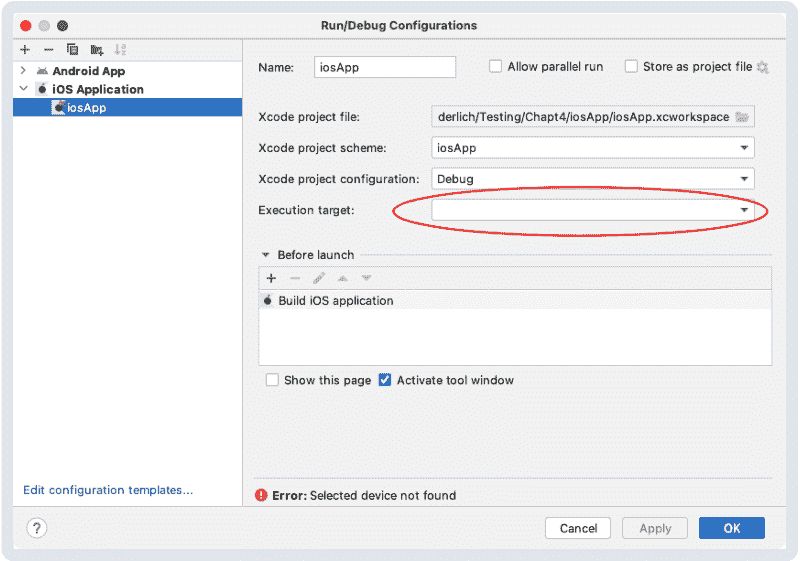 Run/Debug Configurations
Android App
iOS Application
iosApp
Name: iosApp Allow parallel run Store as project file
Xcode project file: derlich/Testing/Chapt4/iosApp/iosApp.xcworkspace
Xcode project scheme: iosApp
Xcode project configuration: Debug
Execution target:
Before launch
Build iOS application
Show this page Activate tool window
Edit configuration templates...
Error: Selected device not found
? Cancel Apply OK